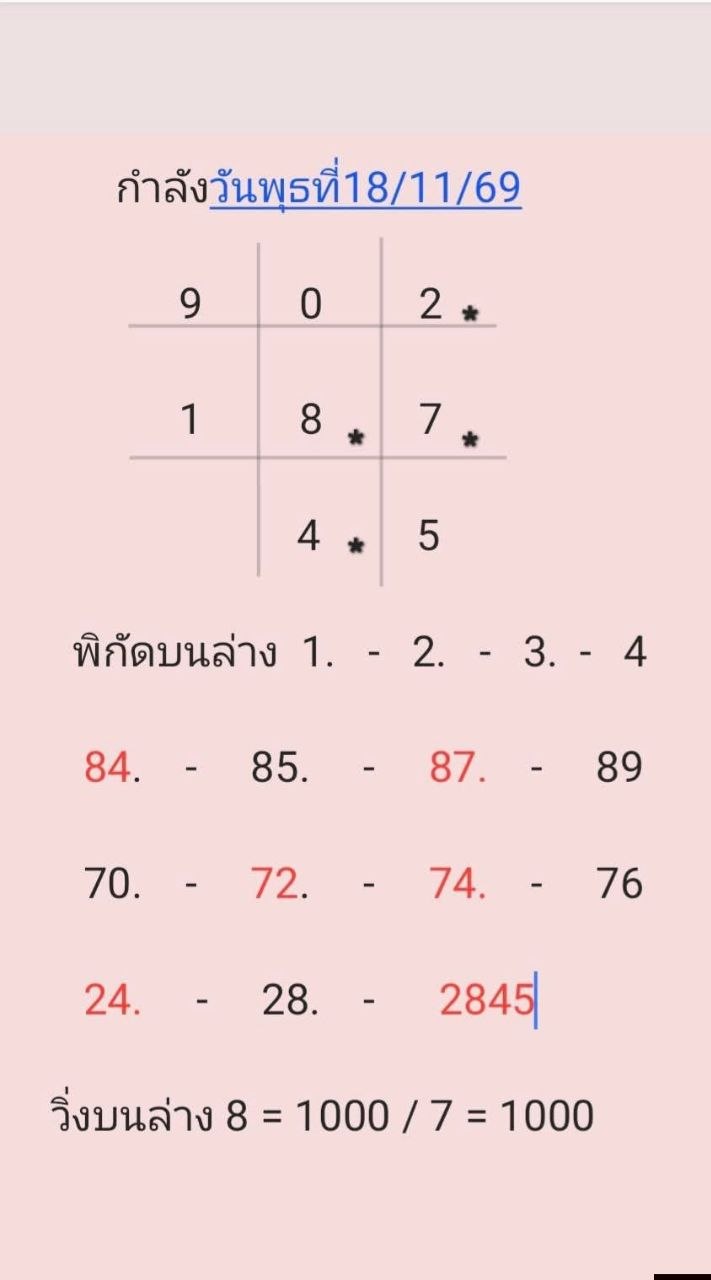 กำลังวันพุธที่18/11/69
9 0 2 *
1 8 * 7 *
4 * 5
พิกัดบนล่าง 1. - 2. - 3. - 4
84. - 85. - 87. - 89
70. - 72. - 74. - 76
24. - 28. - 2845
วิ่งบนล่าง 8 = 1000 / 7 = 1000